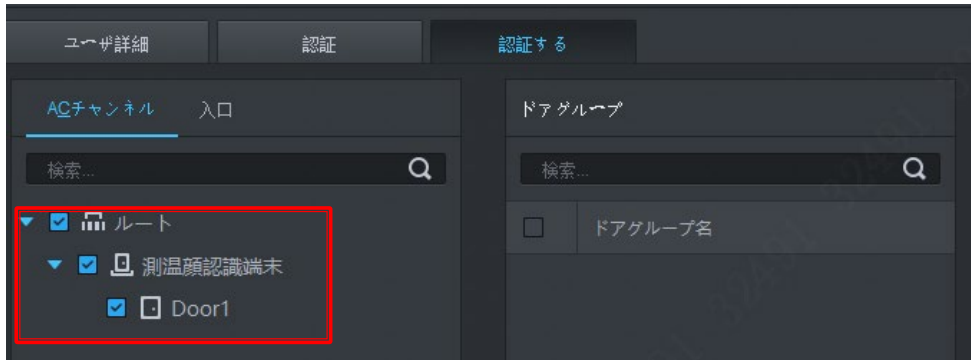 ユーザ詳細
認証
認証する
ACチャンネル
入口
ドアグループ
検索...
検索...
ルート
ドアグループ名
測温顔認識端末
Door1